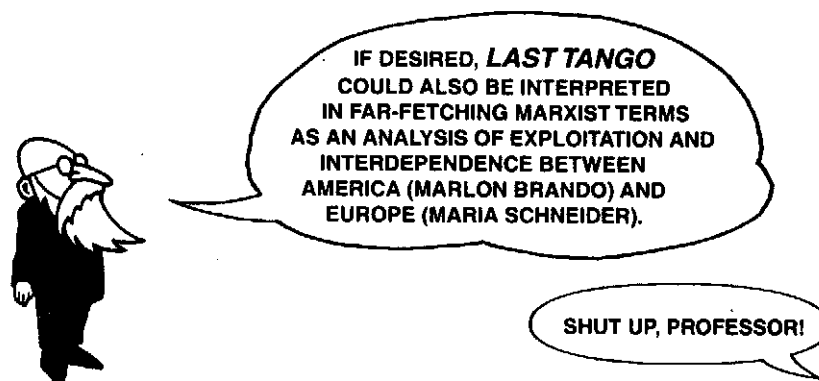 IF DESIRED, LAST TANGO
COULD ALSO BE INTERPRETED
IN FAR-FETCHING MARXIST TERMS
AS AN ANALYSIS OF EXPLOITATION AND
INTERDEPENDENCE BETWEEN
AMERICA (MARLON BRANDO) AND
EUROPE (MARIA SCHNEIDER).
SHUT UP, PROFESSOR!